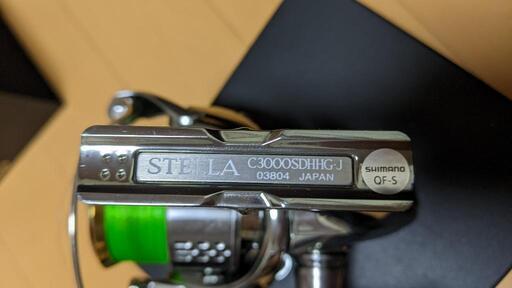 STELLA C3000SDHHG·J
03804 JAPAN
SHIMANO
QF-S